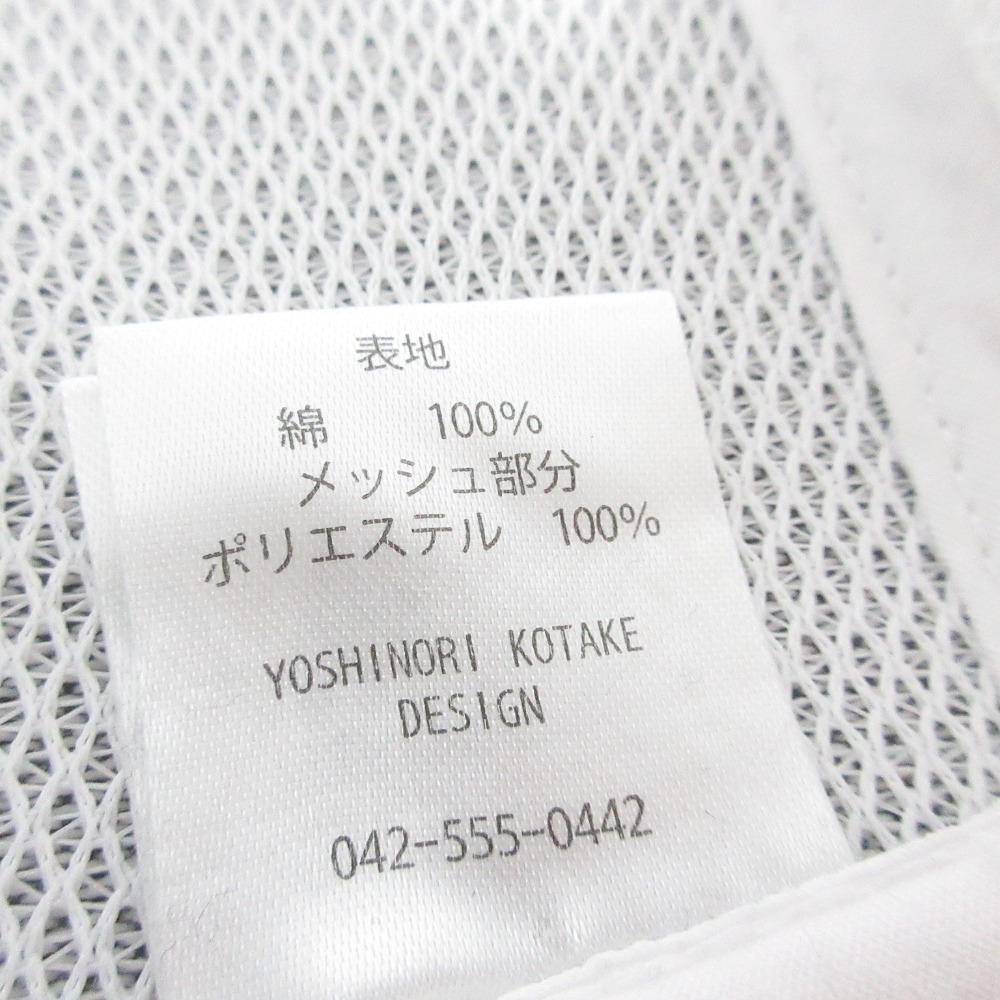 表地
綿 100%
メッシュ部分
ポリエステル 100%
YOSHINORI KOTAKE
DESIGN
042-555-0442